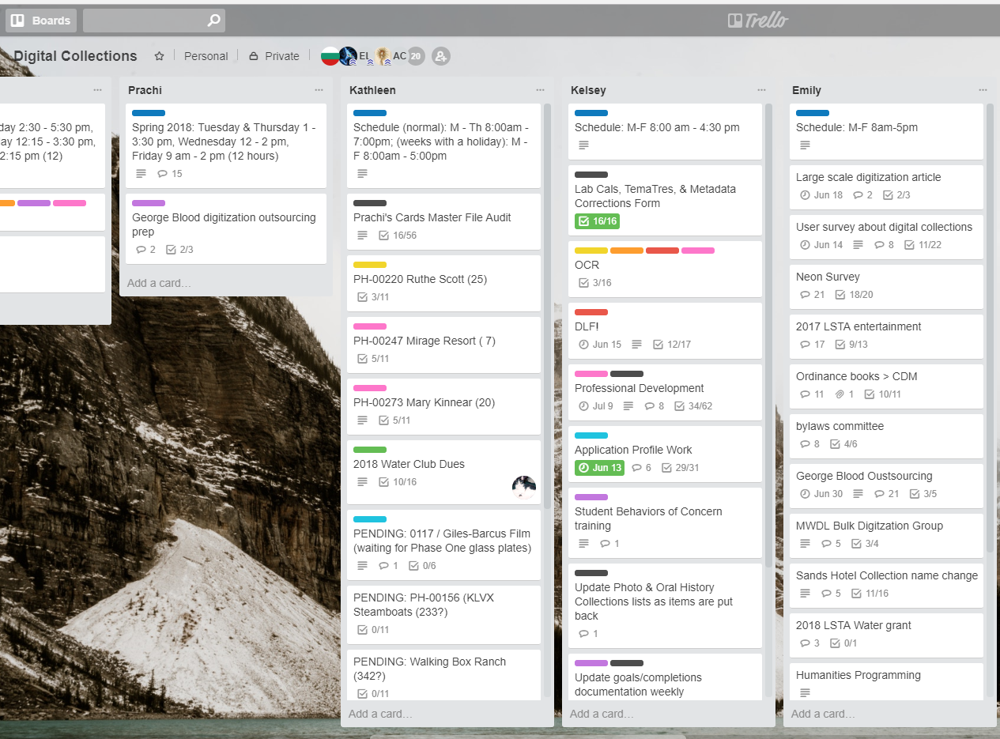 Boards
Trello
Digital Collections
Personal
Private
EL
AC
20
day 2:30 - 5:30 pm,
ay 12:15 - 3:30 pm,
2:15 pm (12)
Prachi
Spring 2018: Tuesday & Thursday 1 -
3:30 pm, Wednesday 12 - 2 pm,
Friday 9 am - 2 pm (12 hours)
15
George Blood digitization outsourcing
prep
2 2/3
Add a card…
Kathleen
Schedule (normal): M - Th 8:00am -
7:00pm; (weeks with a holiday): M -
F 8:00am - 5:00pm
Prachi's Cards Master File Audit
16/56
PH-00220 Ruthe Scott (25)
3/11
PH-00247 Mirage Resort ( 7)
5/11
PH-00273 Mary Kinnear (20)
5/11
2018 Water Club Dues
10/16
PENDING: 0117 / Giles-Barcus Film
(waiting for Phase One glass plates)
1 0/6
PENDING: PH-00156 (KLVX
Steamboats (233?)
0/11
PENDING: Walking Box Ranch
(342?)
0/11
Add a card…
Kelsey
Schedule: M-F 8:00 am - 4:30 pm
Lab Cals, TemaTres, & Metadata
Corrections Form
16/16
OCR
3/16
DLF!
Jun 15 12/17
Professional Development
Jul 9 8 34/62
Application Profile Work
Jun 13 6 29/31
Student Behaviors of Concern
training
1
Update Photo & Oral History
Collections lists as items are put
back
1
Update goals/completions
documentation weekly
Add a card…
Emily
Schedule: M-F 8am-5pm
Large scale digitization article
Jun 18 2 2/3
User survey about digital collections
Jun 14 8 11/22
Neon Survey
21 18/20
2017 LSTA entertainment
17 9/13
Ordinance books > CDM
11 1 10/11
bylaws committee
8 4/6
George Blood Oustsourcing
Jun 30 21 3/5
MWDL Bulk Digitzation Group
5 3/4
Sands Hotel Collection name change
5 11/16
2018 LSTA Water grant
3 0/1
Humanities Programming
Add a card…